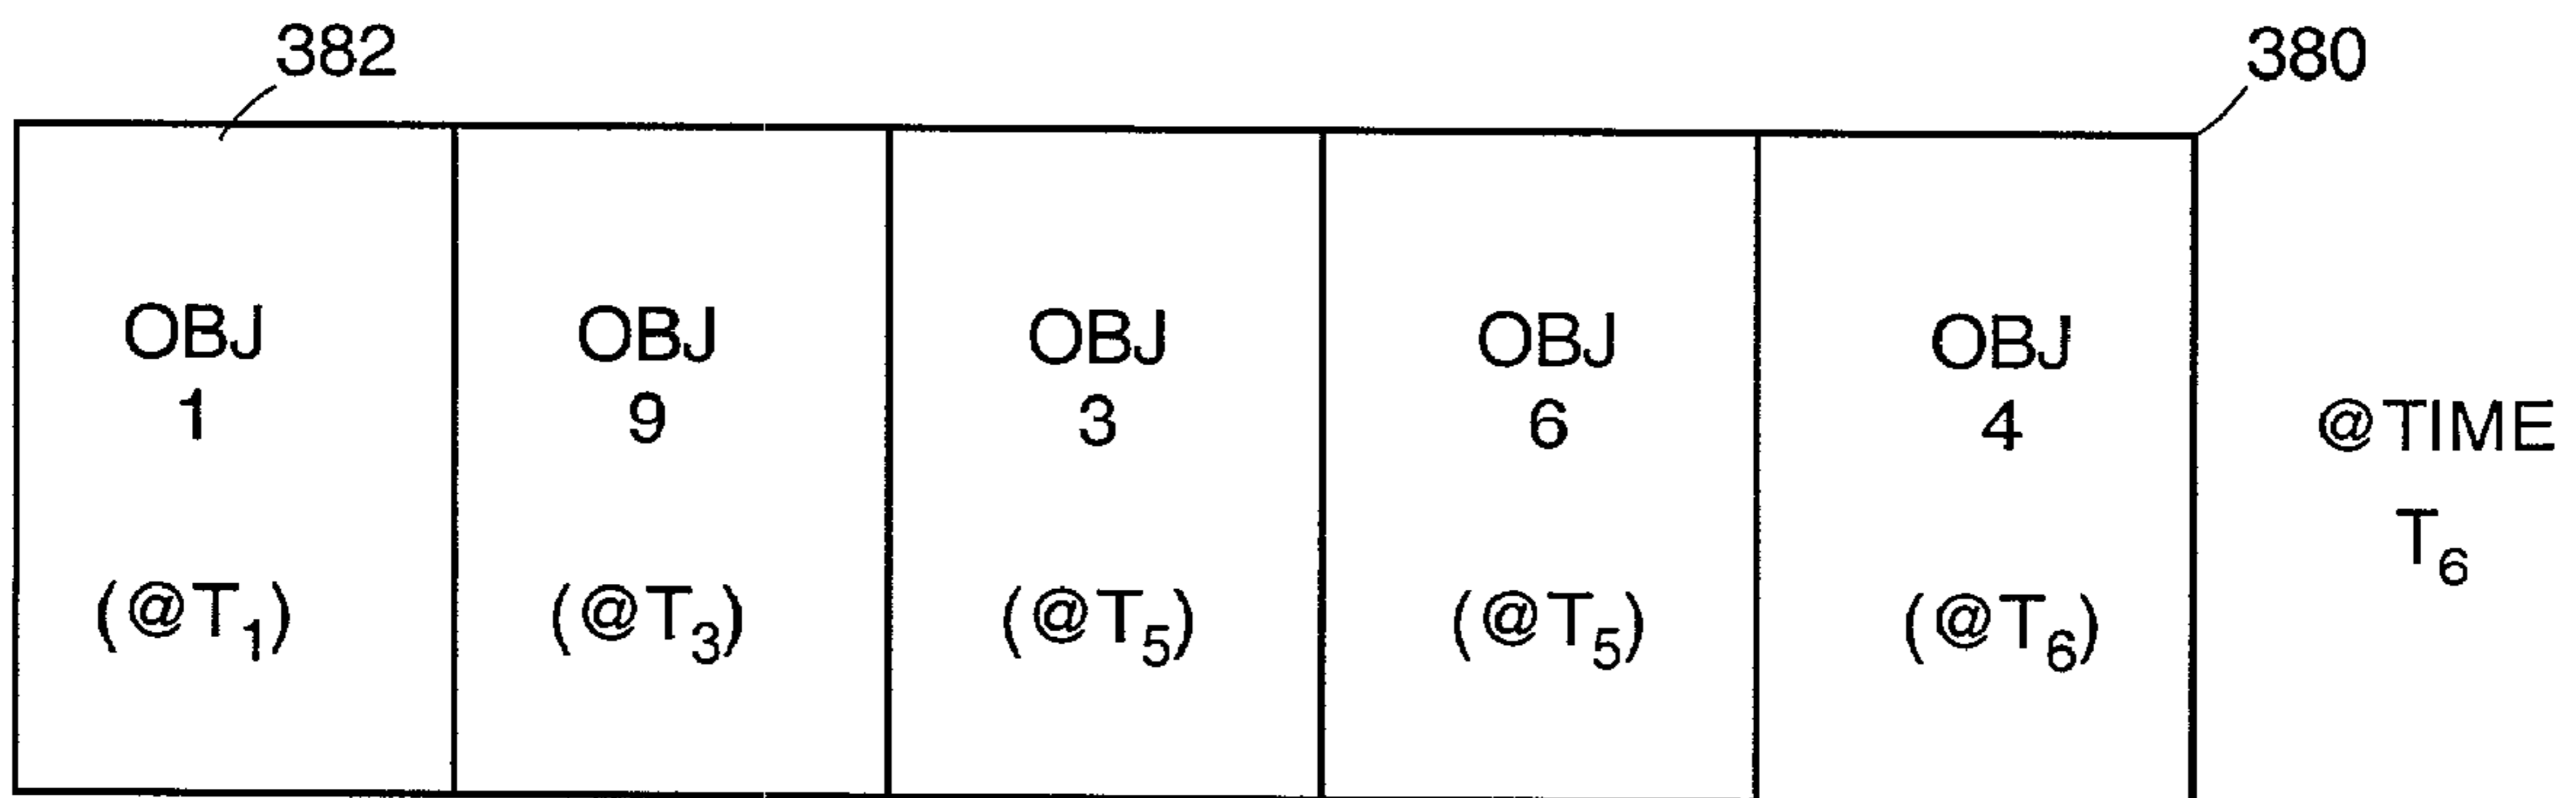 382
380
OBJ
1
(@T₁)
OBJ
9
(@T₃)
OBJ
3
(@T₅)
OBJ
6
(@T₅)
OBJ
4
(@T₆)
@TIME
T₆